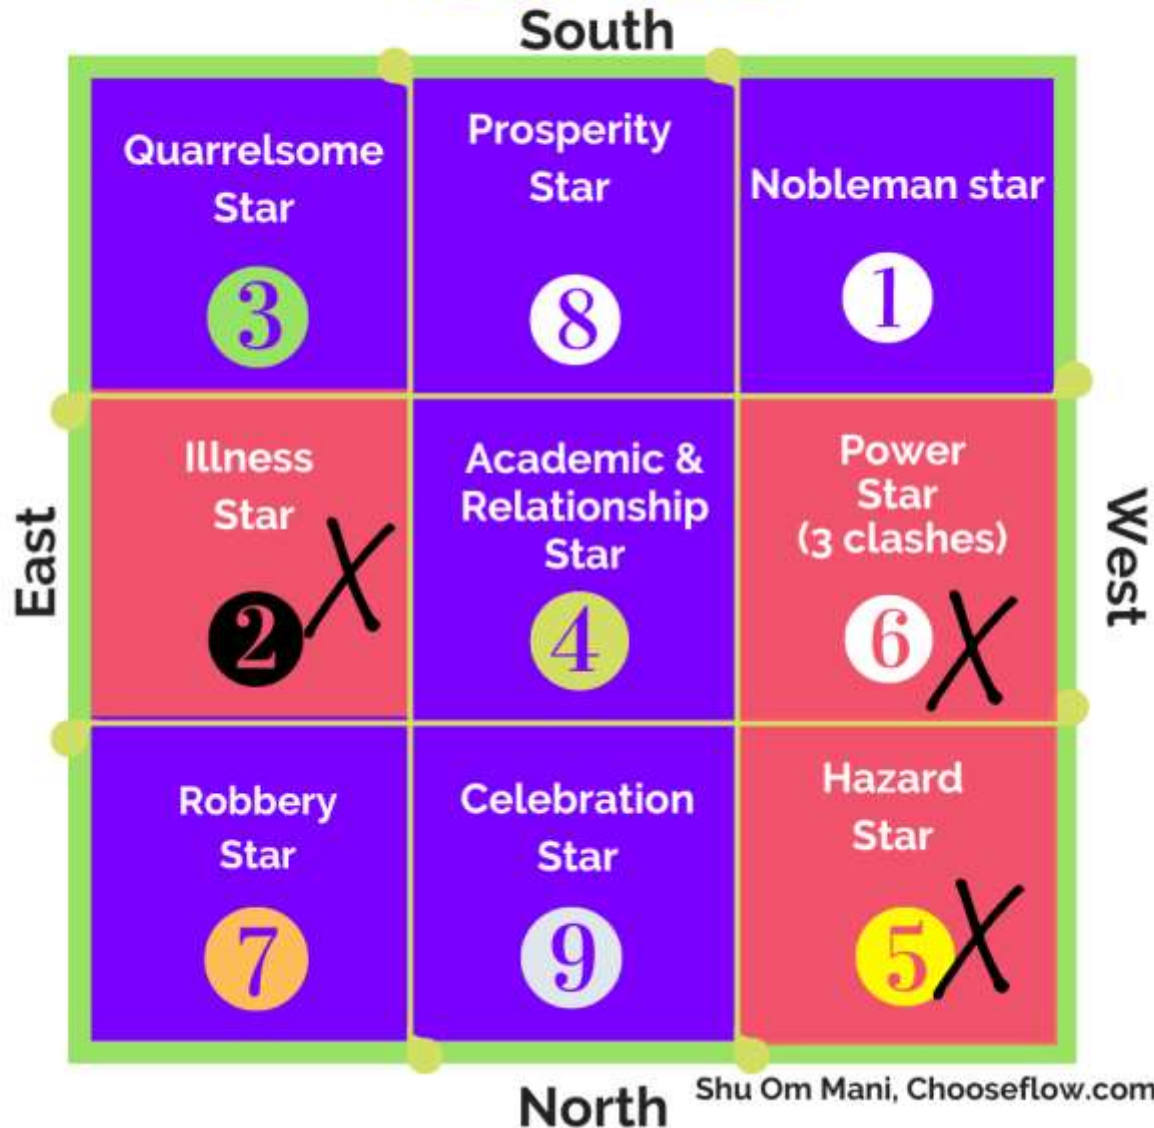 South
Quarrelsome
Star
3
Prosperity
Star
8
Nobleman star
1
East
Illness
Star
2
X
Academic &
Relationship
Star
4
Power
Star
(3 clashes)
6
X
West
Robbery
Star
7
Celebration
Star
9
Hazard
Star
5
X
North
Shu Om Mani, Chooseflow.com